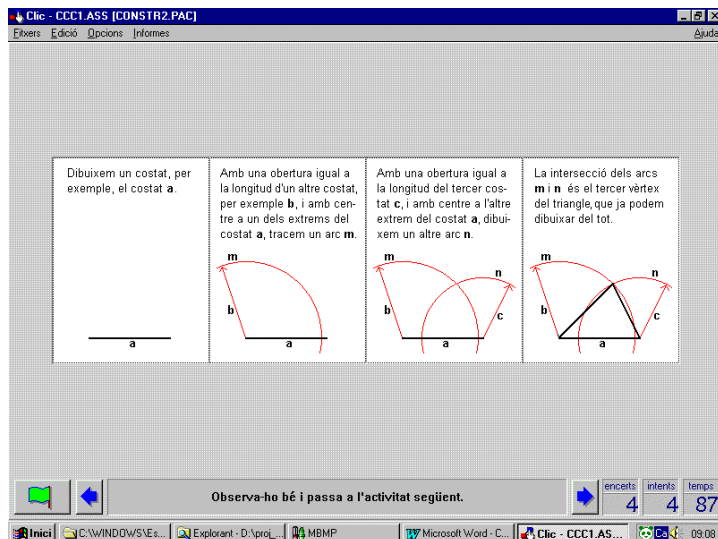 Clic - CCC1.ASS [CONSTR2.PAC]
Fitxers Edició Opcions Informes Ajuda
Dibuixem un costat, per
exemple, el costat a.
a
Amb una obertura igual a
la longitud d'un altre costat,
per exemple b, i amb cen-
tre a un dels extrems del
costat a, tracem un arc m.
m
b
a
Amb una obertura igual a
la longitud del tercer cos-
tat c, i amb centre a l'altre
extrem del costat a, dibui-
xem un altre arc n.
m
n
b
c
a
La intersecció dels arcs
m i n és el tercer vèrtex
del triangle, que ja podem
dibuixar del tot.
m
n
b
c
a
Observa-ho bé i passa a l'activitat següent.
encerts intents temps
4 4 87
Inici C:\WINDOWS\Es... Explorant - D:\proj_... MBMP Microsoft Word - C... Clic - CCC1.AS... Ca 09:08